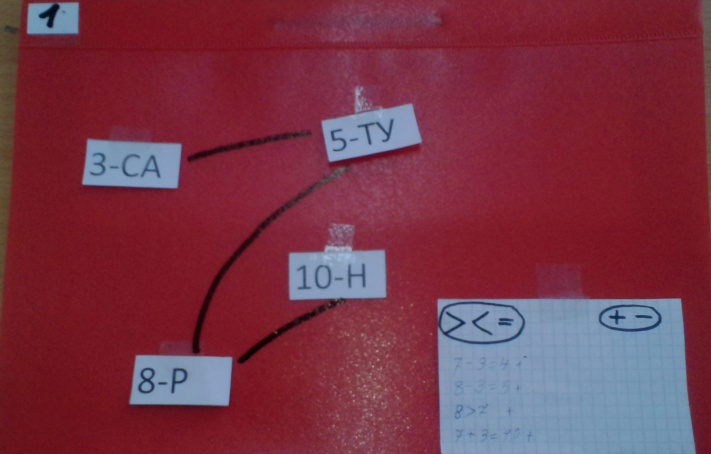 1
3-СА
5-ТУ
10-Н
8-Р
> < =
+ -
7-3=4 +
8-3=5 +
8>7 +
7+3=10 +